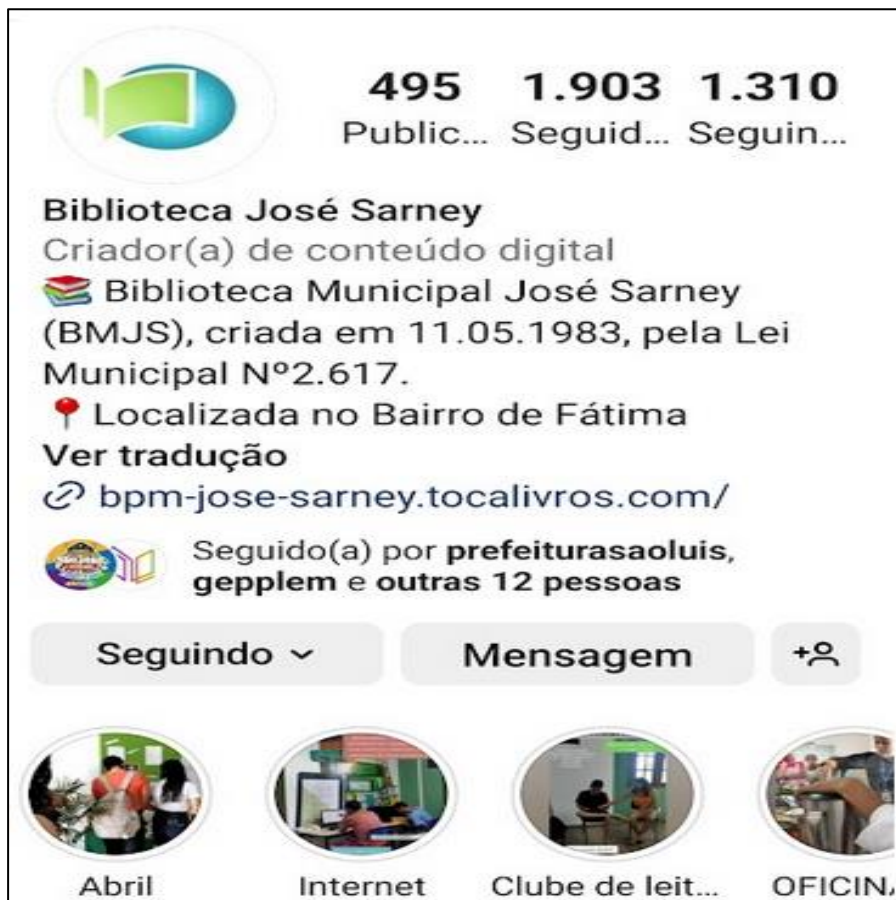 495 1.903 1.310
Public... Seguid... Seguin...
Biblioteca José Sarney
Criador(a) de conteúdo digital
Biblioteca Municipal José Sarney
(BMJS), criada em 11.05.1983, pela Lei
Municipal Nº2.617.
Localizada no Bairro de Fátima
Ver tradução
bpm-jose-sarney.tocalivros.com/
Seguido(a) por prefeiturasaoluis,
gepplem e outras 12 pessoas
Seguindo Mensagem
Abril Internet Clube de leit... OFICIN